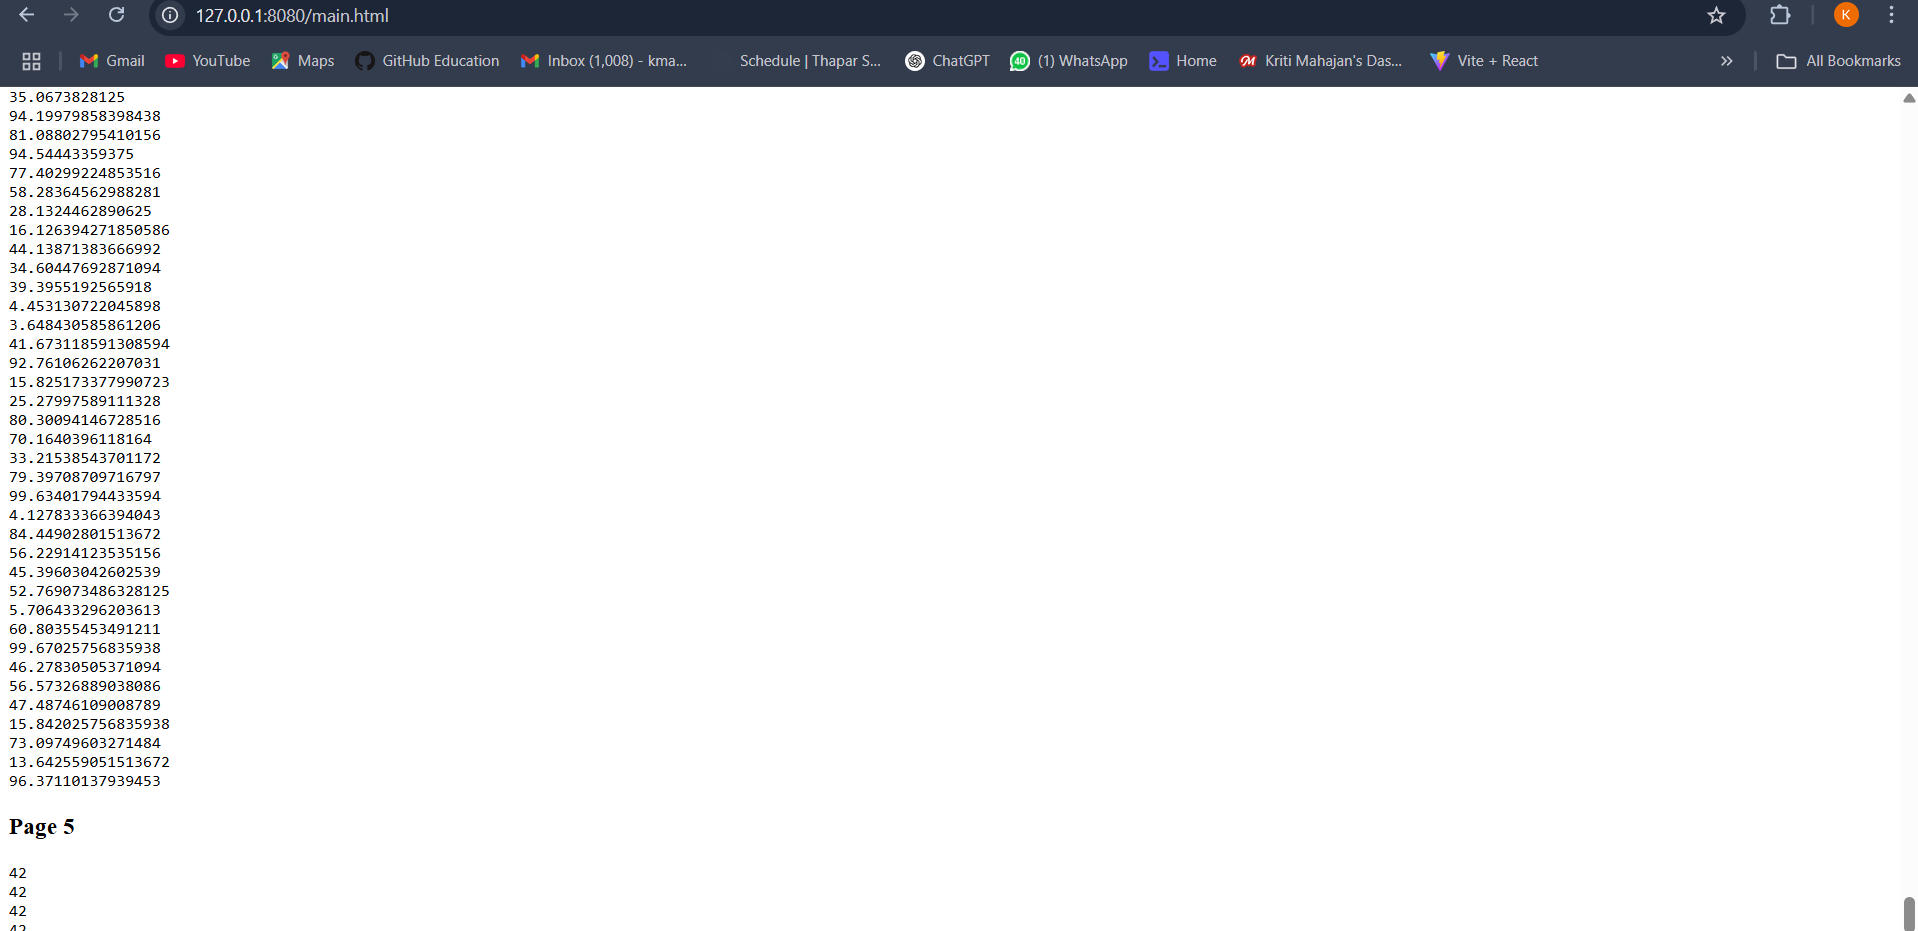 127.0.0.1:8080/main.html
K
Gmail
YouTube
Maps
GitHub Education
Inbox (1,008) - kma...
Schedule | Thapar S...
ChatGPT
40
(1) WhatsApp
Home
Kriti Mahajan's Das...
Vite + React
»
All Bookmarks
35.0673828125
94.19979858398438
81.08802795410156
94.54443359375
77.40299224853516
58.28364562988281
28.1324462890625
16.126394271850586
44.13871383666992
34.60447692871094
39.3955192565918
4.453130722045898
3.648430585861206
41.673118591308594
92.76106262207031
15.825173377990723
25.27997589111328
80.30094146728516
70.1640396118164
33.21538543701172
79.39708709716797
99.63401794433594
4.127833366394043
84.44902801513672
56.22914123535156
45.39603042602539
52.769073486328125
5.706433296203613
60.80355453491211
99.67025756835938
46.27830505371094
56.57326889038086
47.48746109008789
15.842025756835938
73.09749603271484
13.642559051513672
96.37110137939453
Page 5
42
42
42
42